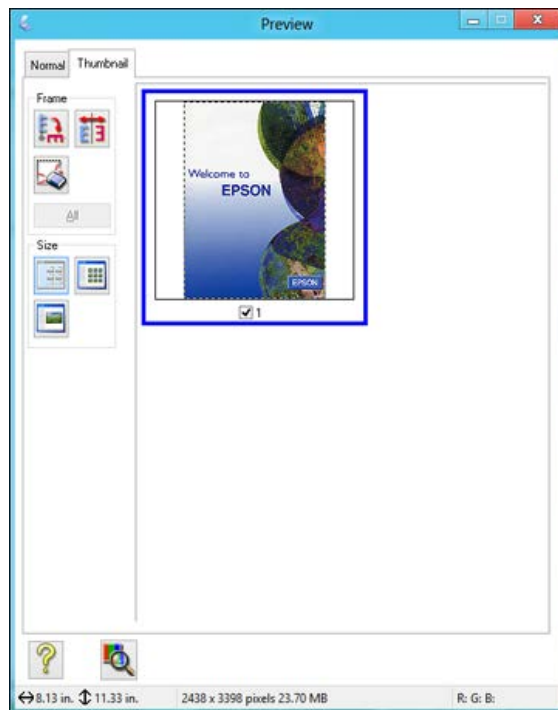 Preview
Normal Thumbnail
Frame
All
Size
Welcome to
EPSON
EPSON
1
8.13 in. 11.33 in. 2438 x 3398 pixels 23.70 MB R: G: B: